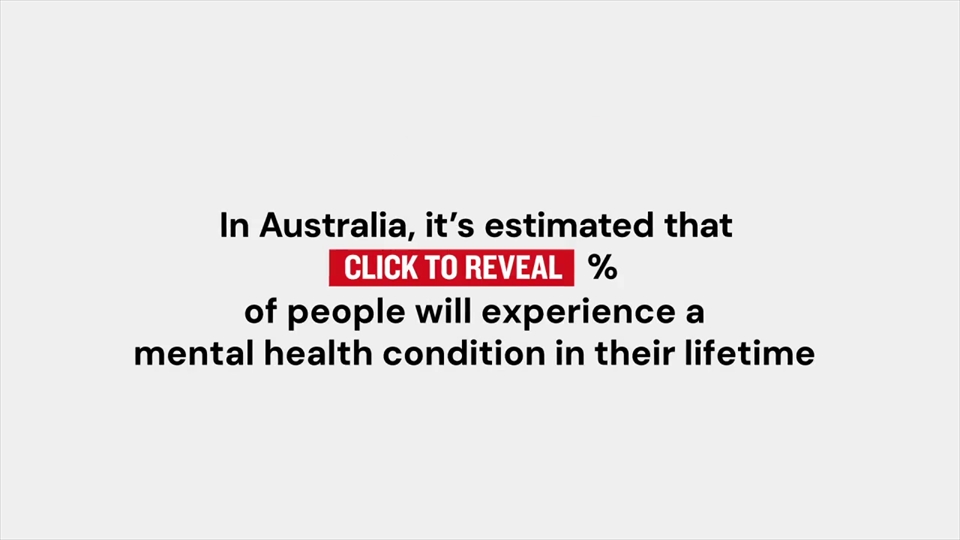 In Australia, it’s estimated that
CLICK TO REVEAL %
of people will experience a
mental health condition in their lifetime